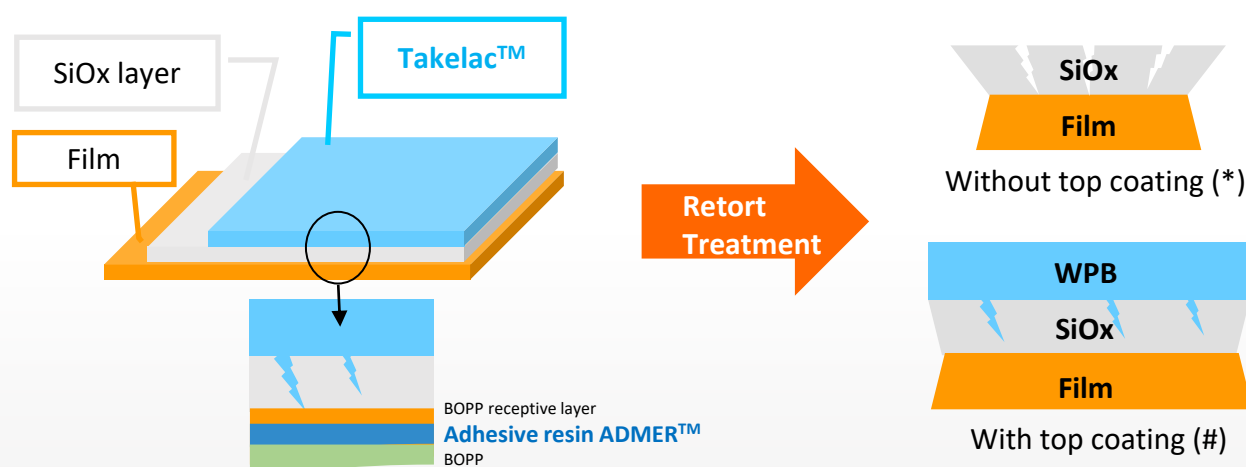 SiOx layer
Takelac™
Film
Retort
Treatment
SiOx
Film
Without top coating (*)
WPB
SiOx
Film
With top coating (#)
BOPP receptive layer
Adhesive resin ADMER™
BOPP